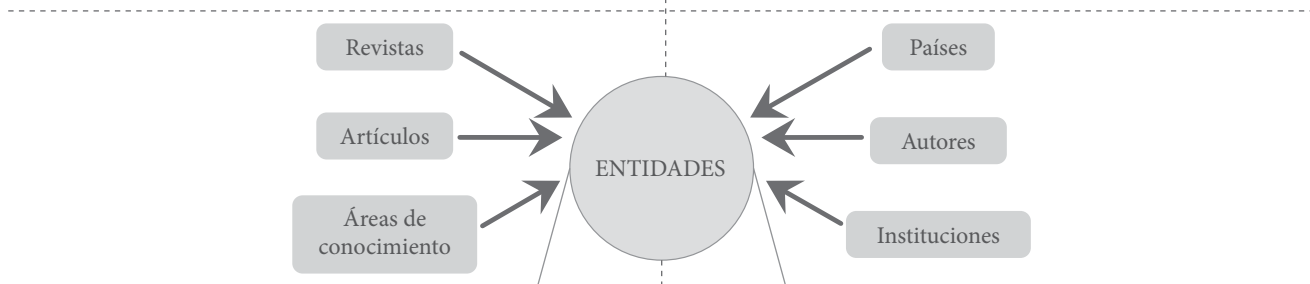 Revistas
Artículos
Áreas de
conocimiento
ENTIDADES
Países
Autores
Instituciones